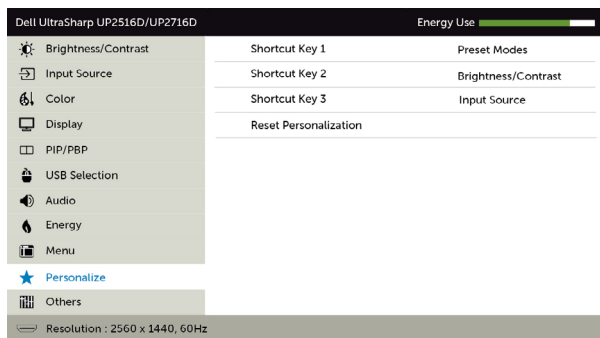 Dell UltraSharp UP2516D/UP2716D Energy Use
Brightness/Contrast Shortcut Key 1 Preset Modes
Input Source Shortcut Key 2 Brightness/Contrast
Color Shortcut Key 3 Input Source
Display Reset Personalization
PIP/PBP
USB Selection
Audio
Energy
Menu
Personalize
Others
Resolution : 2560 x 1440, 60Hz